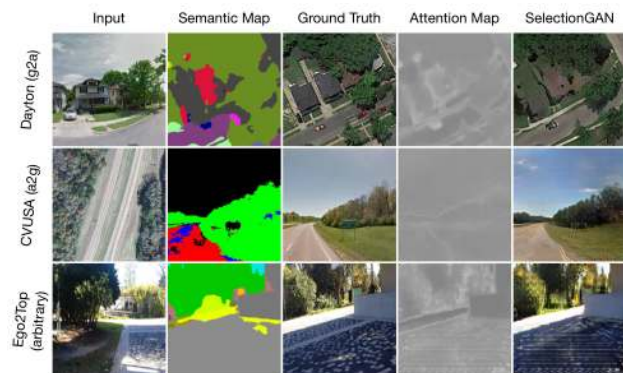 Input Semantic Map Ground Truth Attention Map SelectionGAN
Dayton (g2a)
CVUSA (a2g)
Ego2Top
(arbitrary)